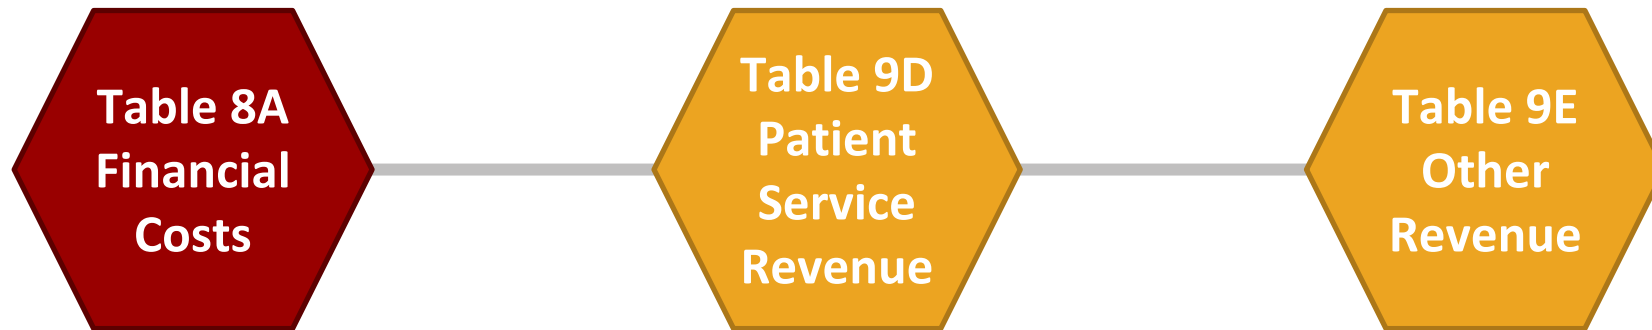 Table 8A
Financial
Costs
Table 9D
Patient
Service
Revenue
Table 9E
Other
Revenue